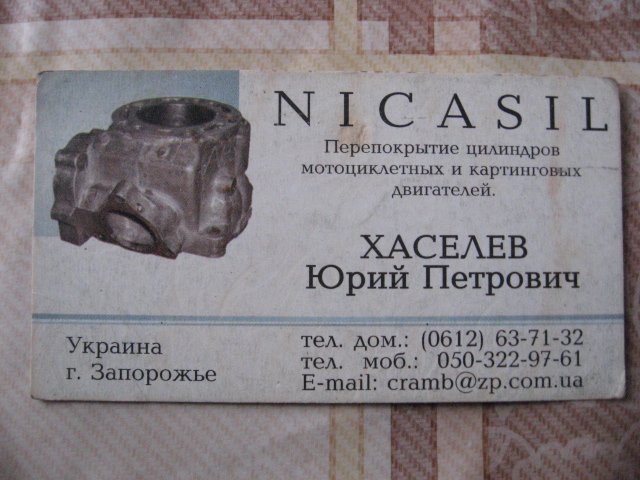 NICASIL
Перепокрытие цилиндров
мотоциклетных и картинговых
двигателей.
ХАСЕЛЕВ
Юрий Петрович
Украина
г. Запорожье
тел. дом.: (0612) 63-71-32
тел. моб.: 050-322-97-61
E-mail: cramb@zp.com.ua